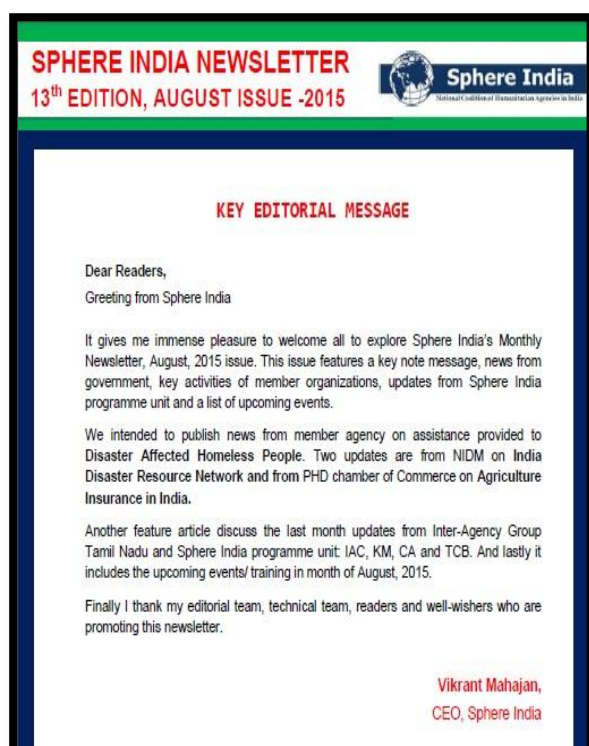 SPHERE INDIA NEWSLETTER
13th EDITION, AUGUST ISSUE -2015
Sphere India
National Coalition of Humanitarian Agencies in India
KEY EDITORIAL MESSAGE
Dear Readers,
Greeting from Sphere India
It gives me immense pleasure to welcome all to explore Sphere India's Monthly
Newsletter, August, 2015 issue. This issue features a key note message, news from
government, key activities of member organizations, updates from Sphere India
programme unit and a list of upcoming events.
We intended to publish news from member agency on assistance provided to
Disaster Affected Homeless People. Two updates are from NIDM on India
Disaster Resource Network and from PHD chamber of Commerce on Agriculture
Insurance in India.
Another feature article discuss the last month updates from Inter-Agency Group
Tamil Nadu and Sphere India programme unit: IAC, KM, CA and TCB. And lastly it
includes the upcoming events/ training in month of August, 2015.
Finally I thank my editorial team, technical team, readers and well-wishers who are
promoting this newsletter.
Vikrant Mahajan,
CEO, Sphere India